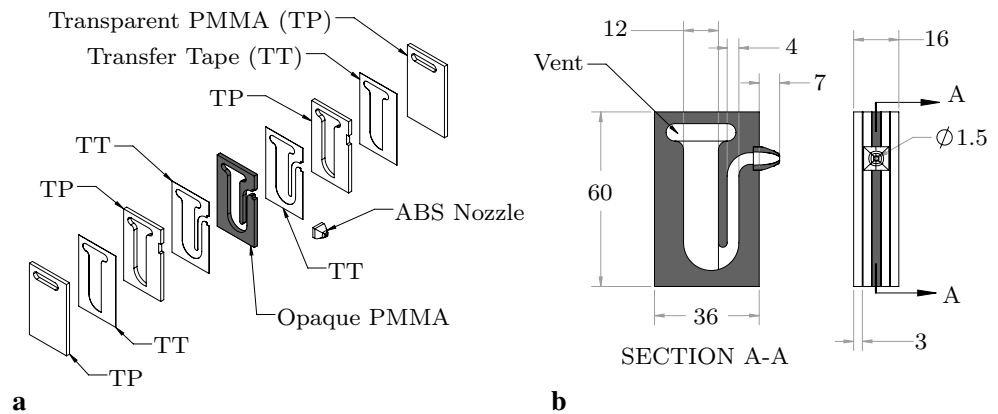 Transparent PMMA (TP)
Transfer Tape (TT)
TP
TT
TP
ABS Nozzle
TT
Opaque PMMA
TT
TP
a
12
4
16
Vent
7
A
∅1.5
60
A
36
3
SECTION A-A
b